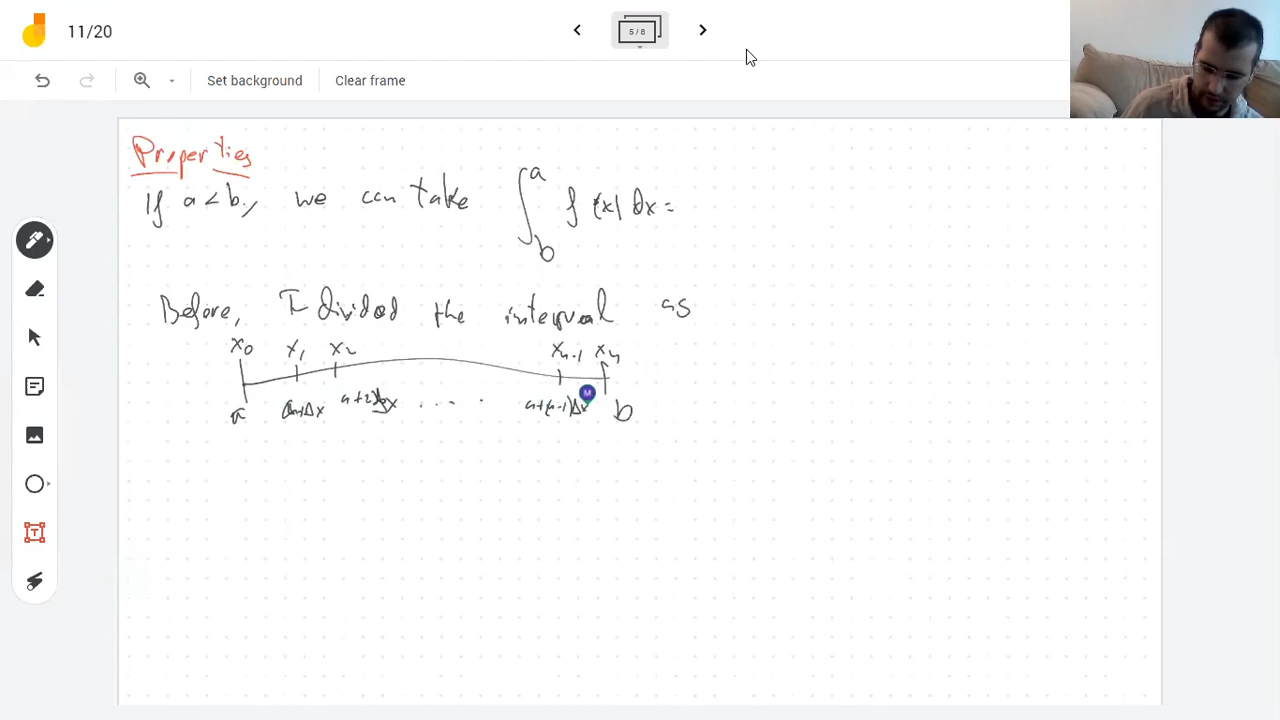 11/20
5 / 8
Set background
Clear frame
Properties
If a < b, we can take ∫_b^a f(x) dx =
Before, I divided the interval as
x₀ x₁ x₂ xₙ₋₁ xₙ
a a+Δx a+2Δx . . . . a+(n-1)Δx b
M